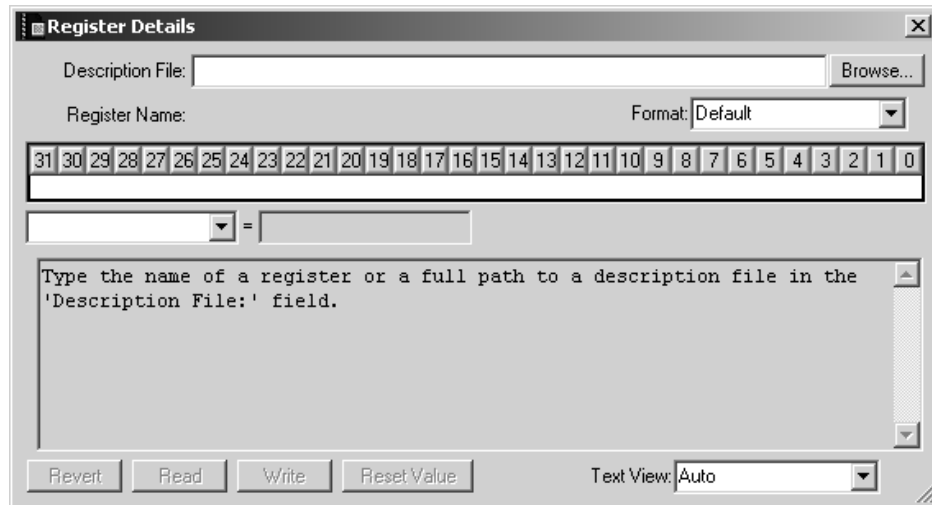 Register Details
Description File: Browse...
Register Name: Format: Default
31 30 29 28 27 26 25 24 23 22 21 20 19 18 17 16 15 14 13 12 11 10 9 8 7 6 5 4 3 2 1 0
=
Type the name of a register or a full path to a description file in the
'Description File:' field.
Revert Read Write Reset Value Text View: Auto